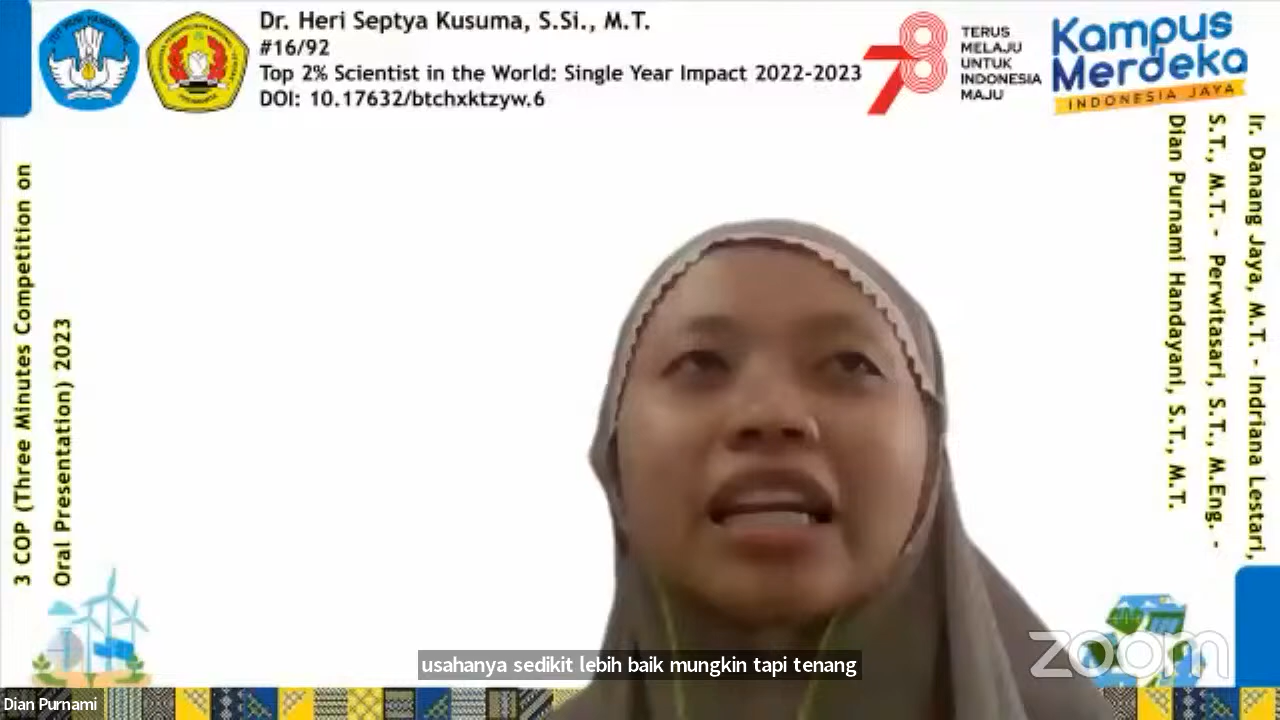 Dr. Heri Septya Kusuma, S.Si., M.T.
#16/92
Top 2% Scientist in the World: Single Year Impact 2022-2023
DOI: 10.17632/btchxktzyw.6
78
TERUS
MELAJU
UNTUK
INDONESIA
MAJU
Kampus
Merdeka
INDONESIA JAYA
3 COP (Three Minutes Competition on
Oral Presentation) 2023
Ir. Danang Jaya, M.T. - Indriana Lestari,
S.T., M.T. - Perwitasari, S.T., M.Eng. -
Dian Purnami Handayani, S.T., M.T.
usahanya sedikit lebih baik mungkin tapi tenang
zoom
Dian Purnami